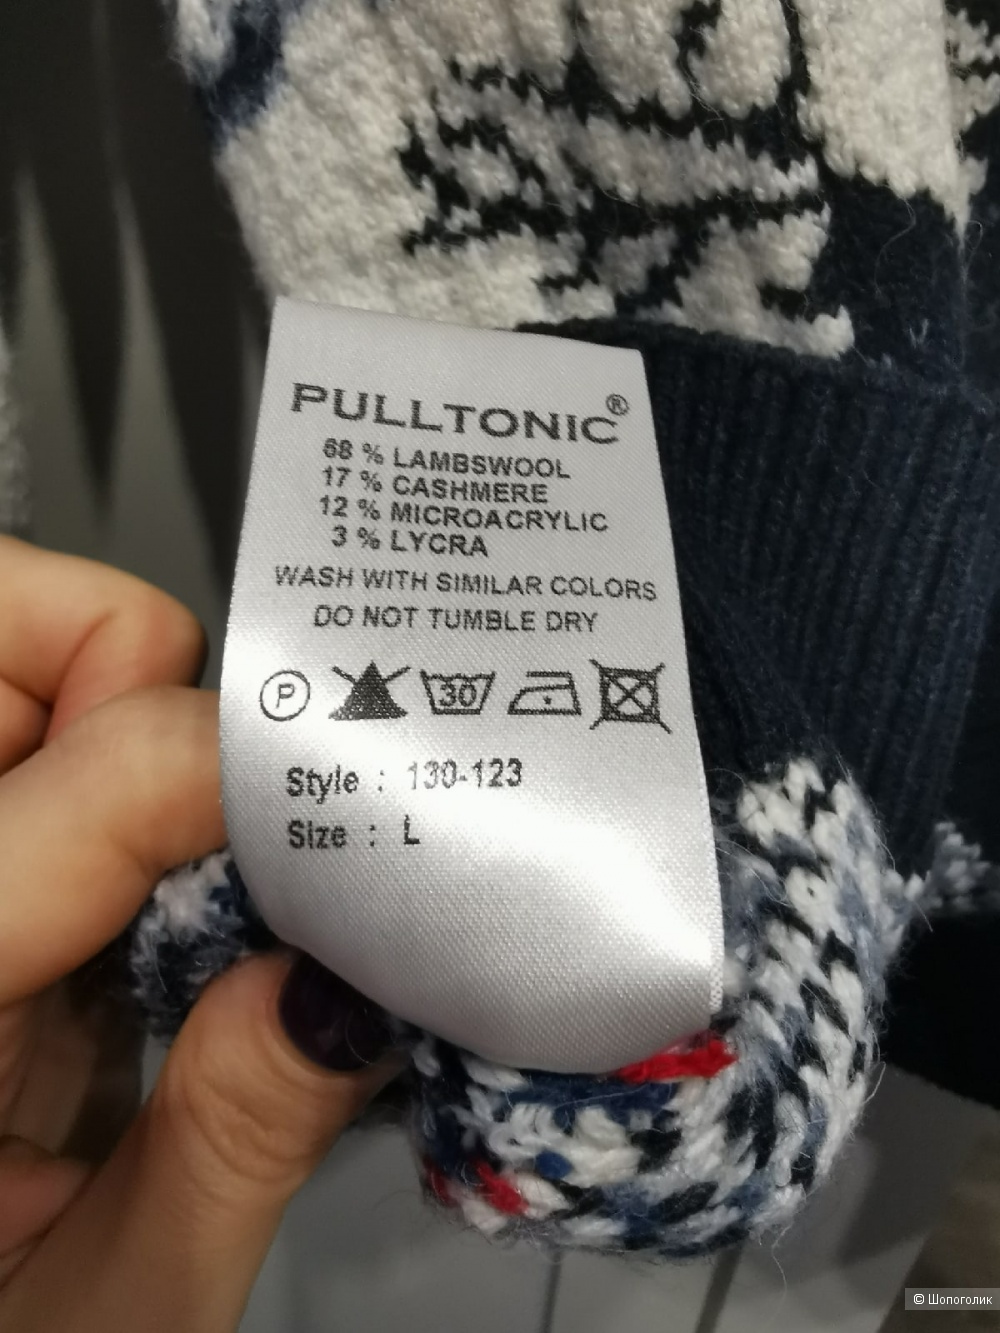 PULLTONIC®
68 % LAMBSWOOL
17 % CASHMERE
12 % MICROACRYLIC
3 % LYCRA
WASH WITH SIMILAR COLORS
DO NOT TUMBLE DRY
P 30
Style : 130-123
Size : L
© Шопоголик